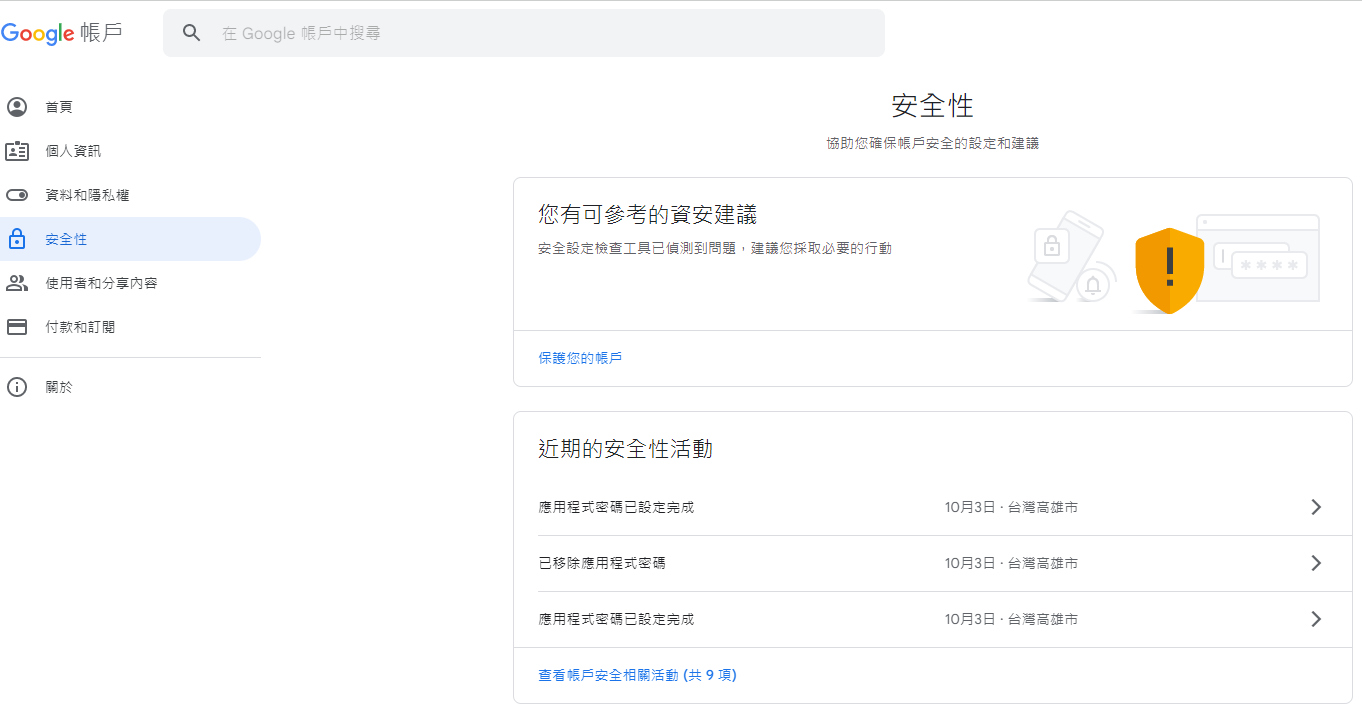 Google 帳戶
在 Google 帳戶中搜尋
首頁
個人資訊
資料和隱私權
安全性
使用者和分享內容
付款和訂閱
關於
安全性
協助您確保帳戶安全的設定和建議
您有可參考的資安建議
安全設定檢查工具已偵測到問題，建議您採取必要的行動
保護您的帳戶
近期的安全性活動
應用程式密碼已設定完成 10月3日 · 台灣高雄市
已移除應用程式密碼 10月3日 · 台灣高雄市
應用程式密碼已設定完成 10月3日 · 台灣高雄市
查看帳戶安全相關活動 (共 9 項)